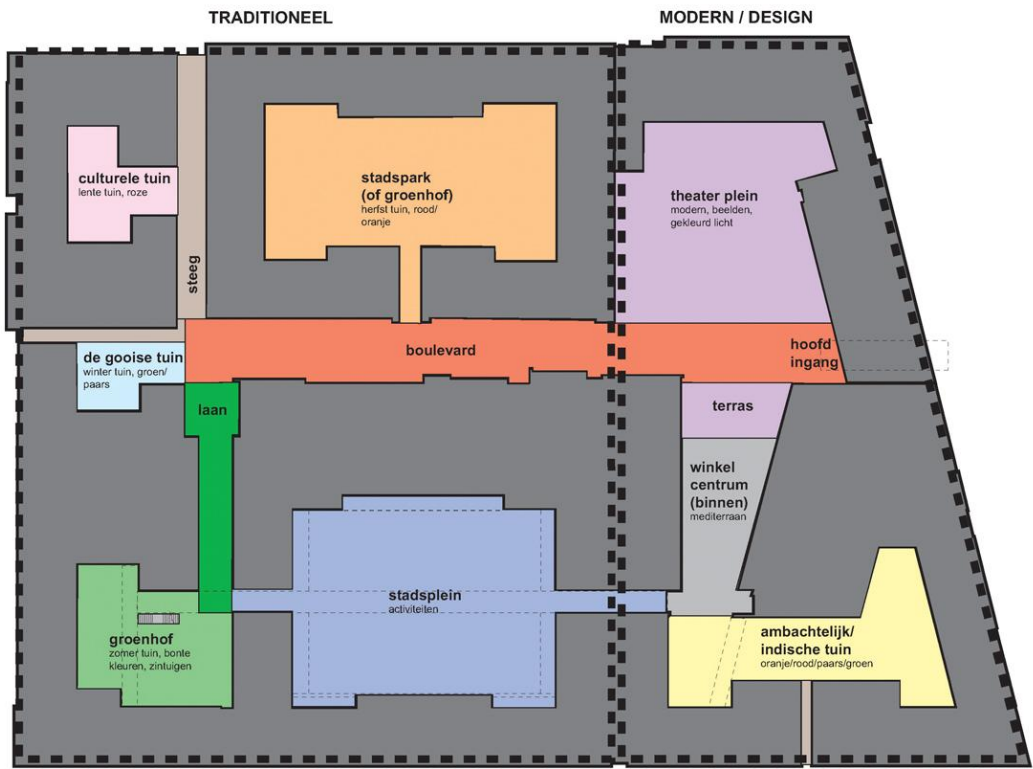 TRADITIONEEL
MODERN / DESIGN
culturele tuin
lente tuin, roze
stadspark
(of groenhof)
herfst tuin, rood/
oranje
theater plein
modern, beelden,
gekleurd licht
steeg
boulevard
hoofd
ingang
de gooise tuin
winter tuin, groen/
paars
laan
terras
winkel
centrum
(binnen)
mediterraan
stadsplein
activiteiten
groenhof
zomer tuin, bonte
kleuren, zintuigen
ambachtelijk/
indische tuin
oranje/rood/paars/groen